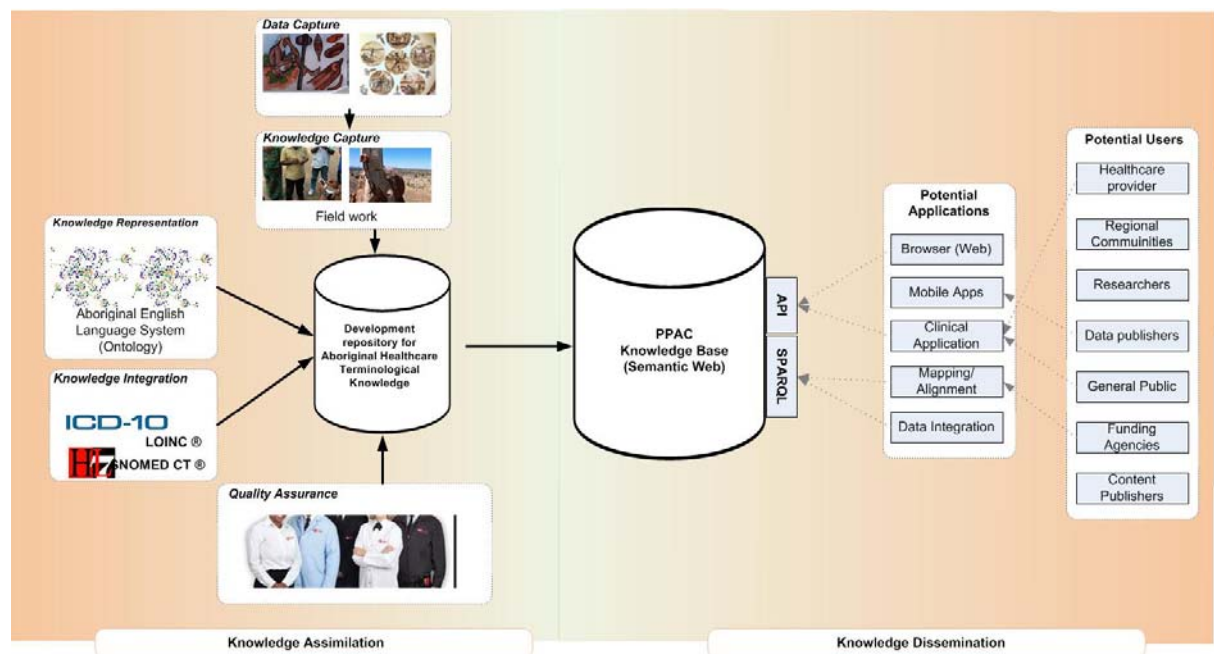 Data Capture
Knowledge Capture
Field work
Knowledge Representation
Aboriginal English
Language System
(Ontology)
Knowledge Integration
ICD-10
LOINC ®
H7
SNOMED CT ®
Development
repository for
Aboriginal Healthcare
Terminological
Knowledge
Quality Assurance
Knowledge Assimilation
PPAC
Knowledge Base
(Semantic Web)
API
SPARQL
Potential
Applications
Browser (Web)
Mobile Apps
Clinical
Application
Mapping/
Alignment
Data Integration
Potential Users
Healthcare
provider
Regional
Commuinities
Researchers
Data publishers
General Public
Funding
Agencies
Content
Publishers
Knowledge Dissemination